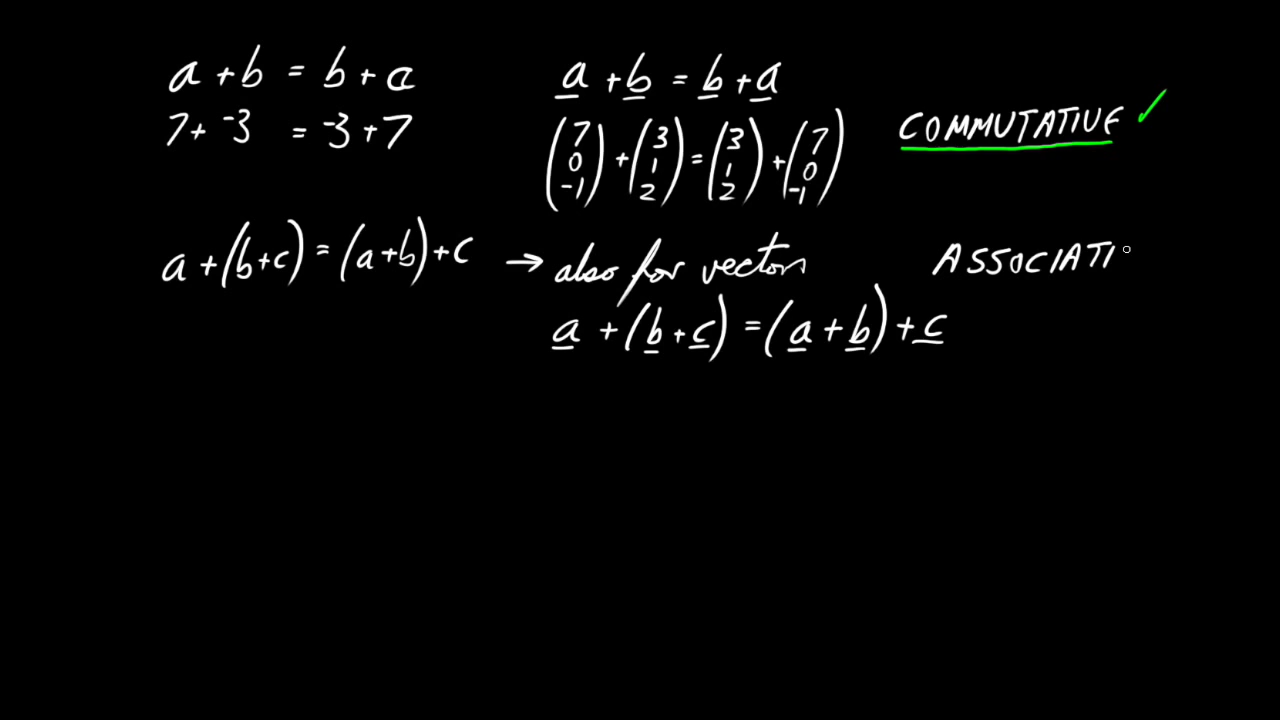 a + b = b + a
a + b = b + a
7 + -3 = -3 + 7
(7 0 -1) + (3 1 2) = (3 1 2) + (7 0 -1)
COMMUTATIVE ✓
a + (b + c) = (a + b) + c → also for vectors
ASSOCIATI
a + (b + c) = (a + b) + c